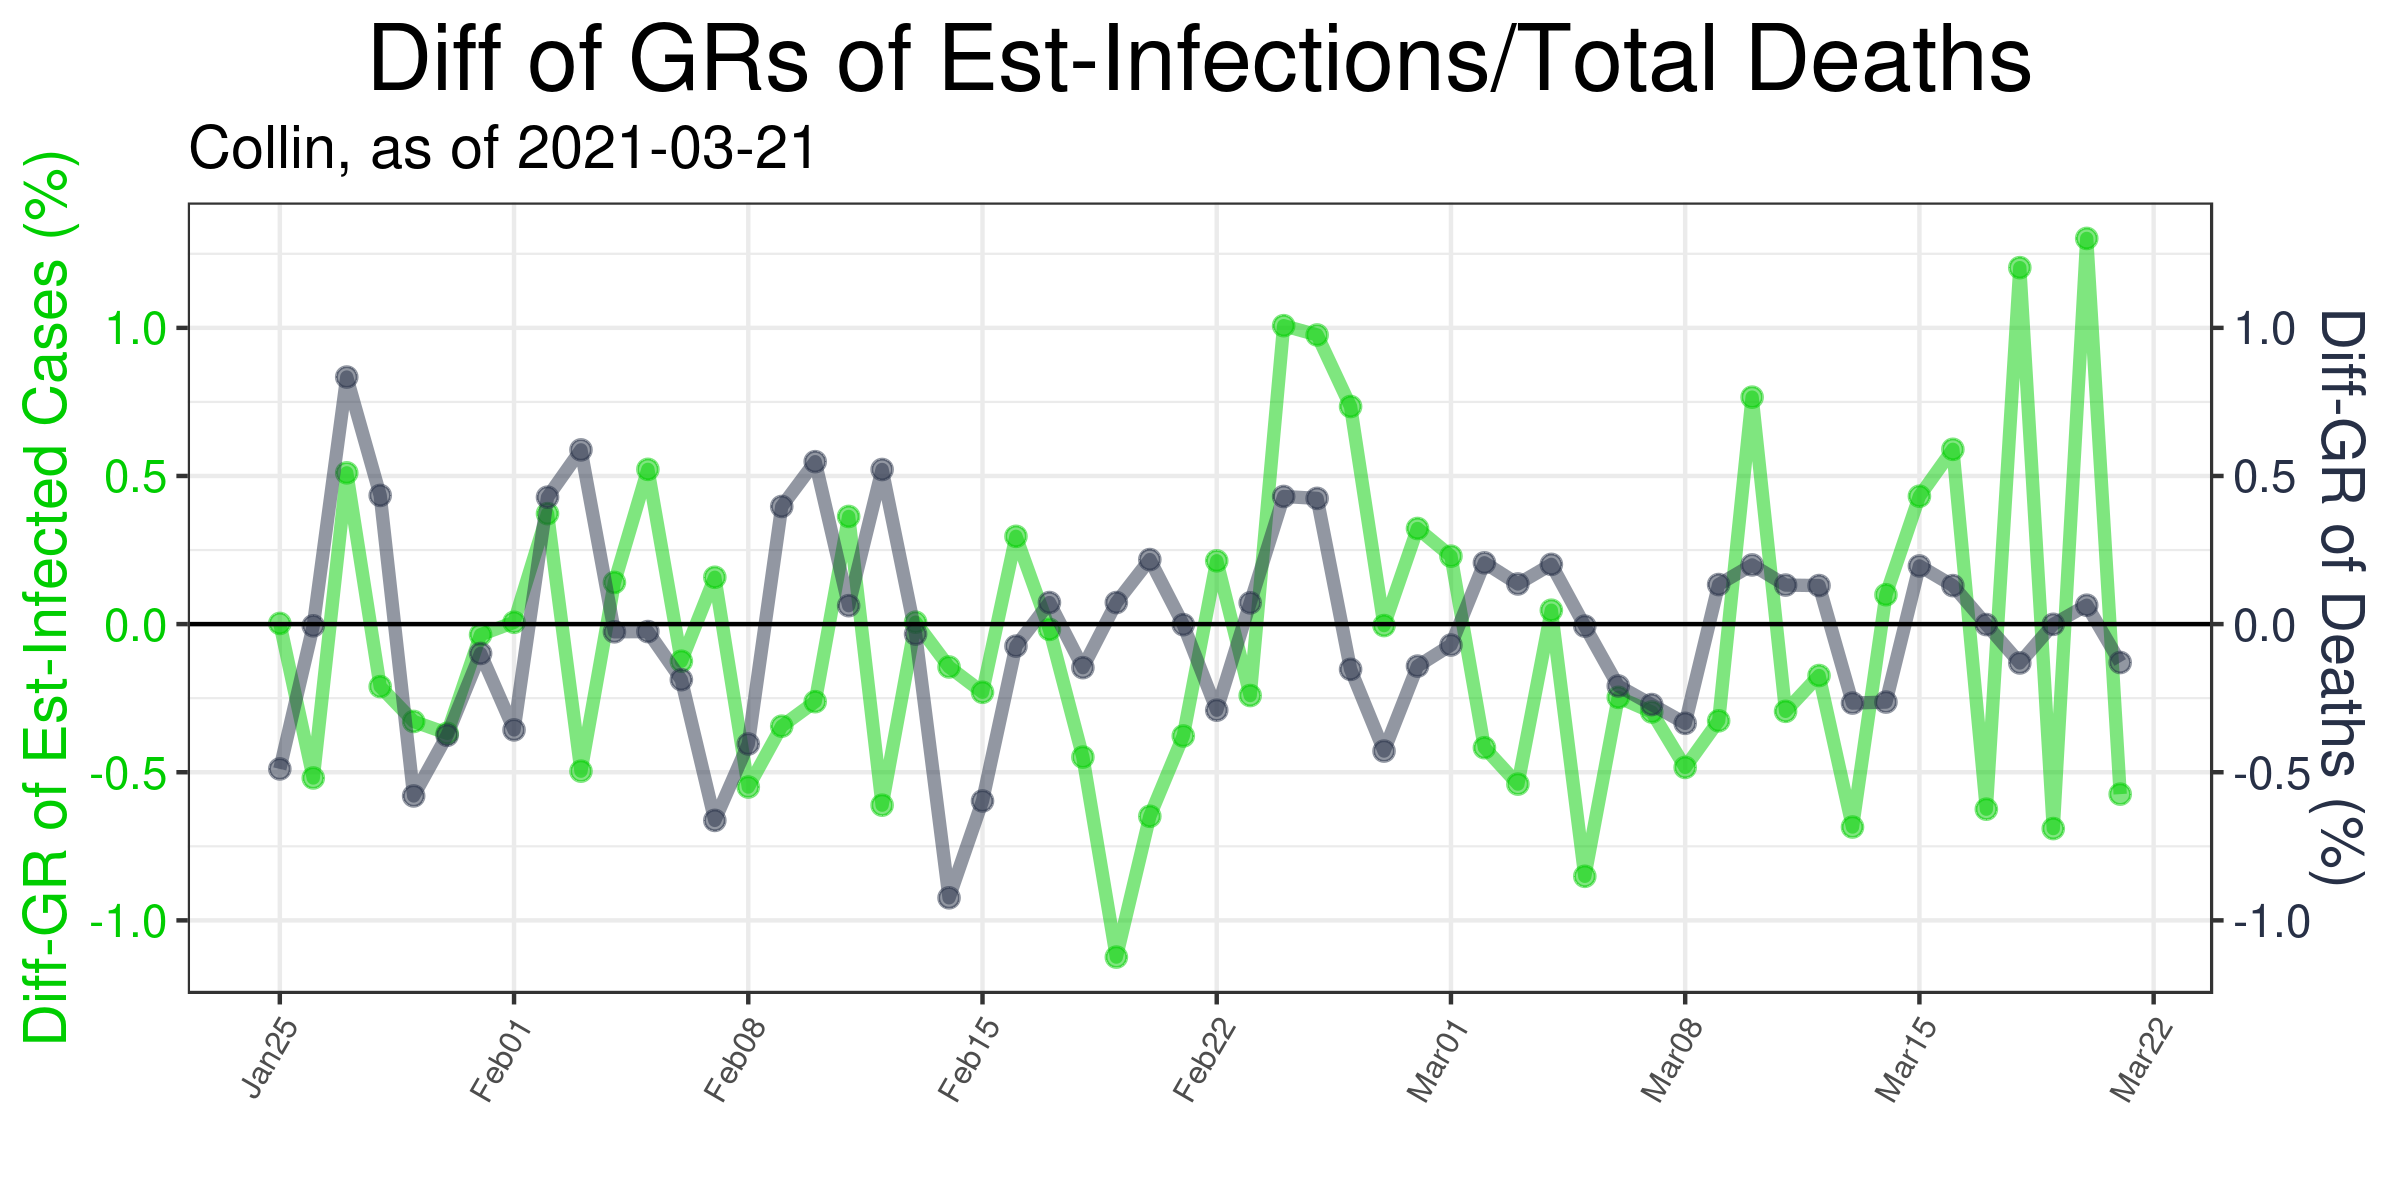 Diff of GRs of Est-Infections/Total Deaths
Collin, as of 2021-03-21
Diff-GR of Est-Infected Cases (%)
1.0
0.5
0.0
-0.5
-1.0
1.0
0.5
0.0
-0.5
-1.0
Diff-GR of Deaths (%)
Jan25
Feb01
Feb08
Feb15
Feb22
Mar01
Mar08
Mar15
Mar22